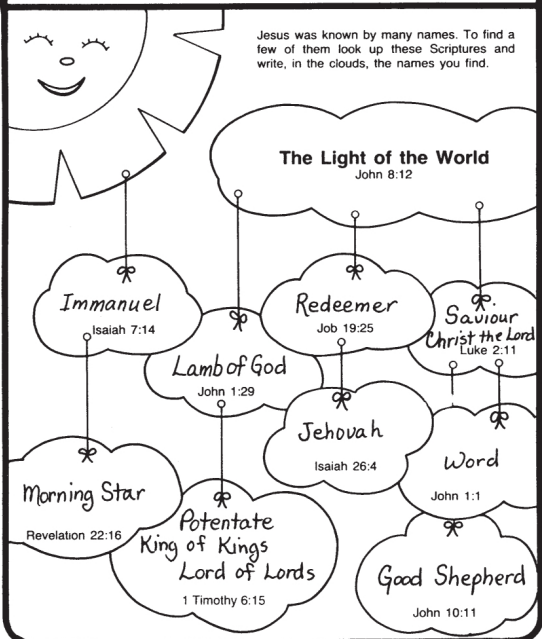 Jesus was known by many names. To find a
few of them look up these Scriptures and
write, in the clouds, the names you find.
The Light of the World
John 8:12
Immanuel
Isaiah 7:14
Redeemer
Job 19:25
Saviour
Christ the Lord
Luke 2:11
Lamb of God
John 1:29
Jehovah
Isaiah 26:4
Word
John 1:1
Morning Star
Revelation 22:16
Potentate
King of Kings
Lord of Lords
1 Timothy 6:15
Good Shepherd
John 10:11